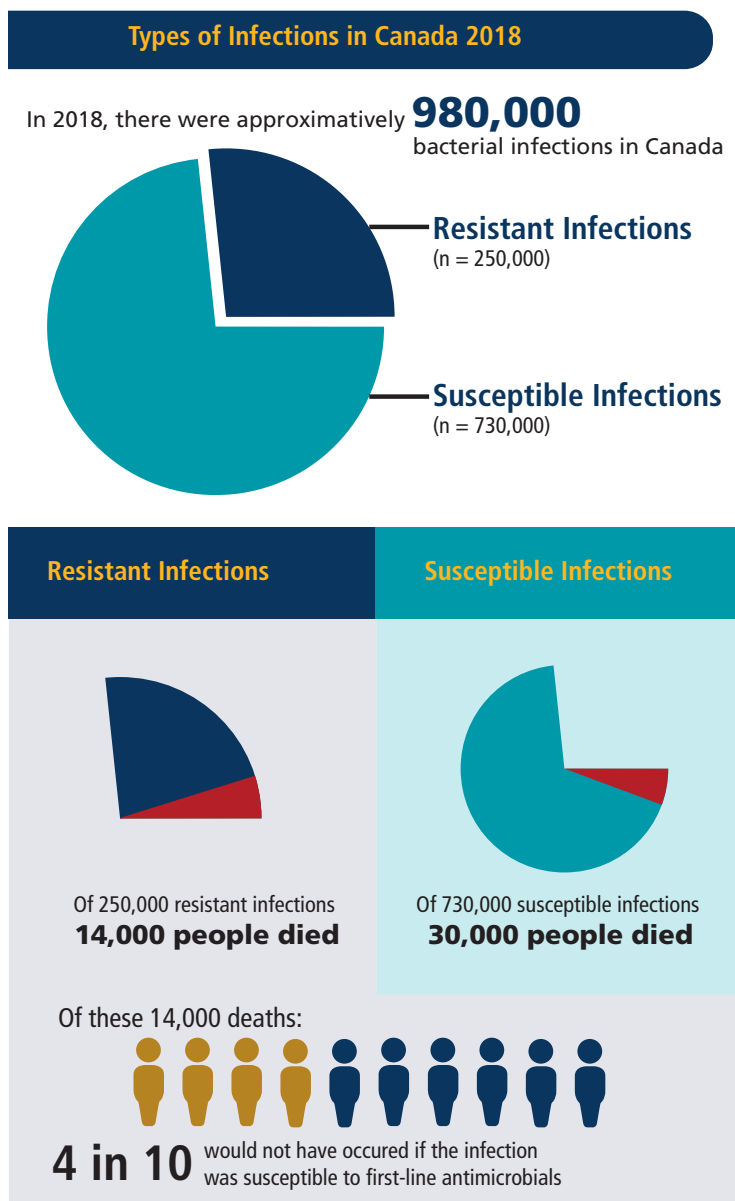 Types of Infections in Canada 2018
In 2018, there were approximatively 980,000
bacterial infections in Canada
Resistant Infections
(n = 250,000)
Susceptible Infections
(n = 730,000)
Resistant Infections
Susceptible Infections
Of 250,000 resistant infections
14,000 people died
Of 730,000 susceptible infections
30,000 people died
Of these 14,000 deaths:
4 in 10 would not have occured if the infection
was susceptible to first-line antimicrobials